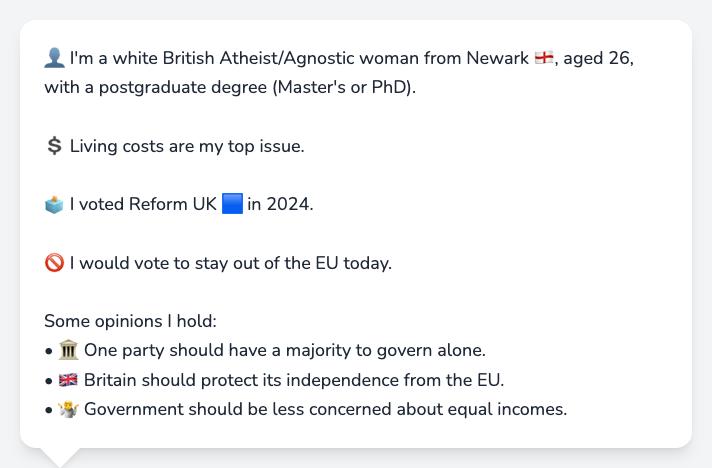 👤 I'm a white British Atheist/Agnostic woman from Newark 🏴󠁧󠁢󠁥󠁮󠁧󠁿, aged 26,
with a postgraduate degree (Master's or PhD).
💲 Living costs are my top issue.
🗳️ I voted Reform UK 🟦 in 2024.
🚫 I would vote to stay out of the EU today.
Some opinions I hold:
• 🏛️ One party should have a majority to govern alone.
• 🇬🇧 Britain should protect its independence from the EU.
• 🤷 Government should be less concerned about equal incomes.